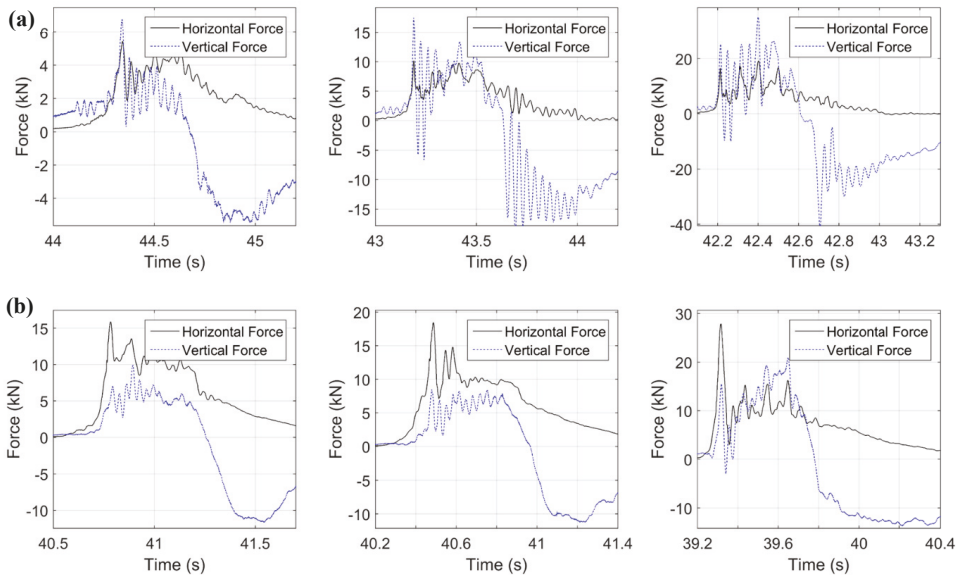 (a)
Horizontal Force
Vertical Force
6
4
2
0
-2
-4
Force (kN)
44
44.5
45
Time (s)
Horizontal Force
Vertical Force
15
10
5
0
-5
-10
-15
Force (kN)
43
43.5
44
Time (s)
Horizontal Force
Vertical Force
20
0
-20
-40
Force (kN)
42.2 42.4 42.6 42.8 43 43.2
Time (s)
(b)
Horizontal Force
Vertical Force
15
10
5
0
-5
-10
Force (kN)
40.5
41
41.5
Time (s)
Horizontal Force
Vertical Force
20
15
10
5
0
-5
-10
Force (kN)
40.2 40.6 41 41.4
Time (s)
Horizontal Force
Vertical Force
30
20
10
0
-10
Force (kN)
39.2 39.6 40 40.4
Time (s)